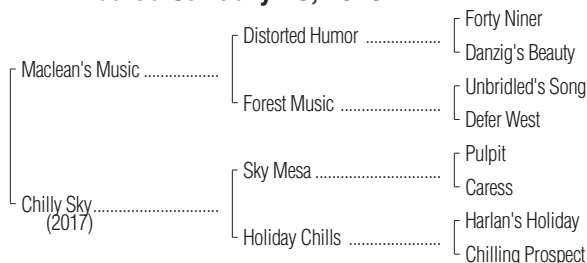 Maclean's Music ....................
Distorted Humor ....................
Forty Niner
Danzig's Beauty
Forest Music ....................
Unbridled's Song
Defer West
Chilly Sky....................
(2017)
Sky Mesa ....................
Pulpit
Caress
Holiday Chills ....................
Harlan's Holiday
Chilling Prospect